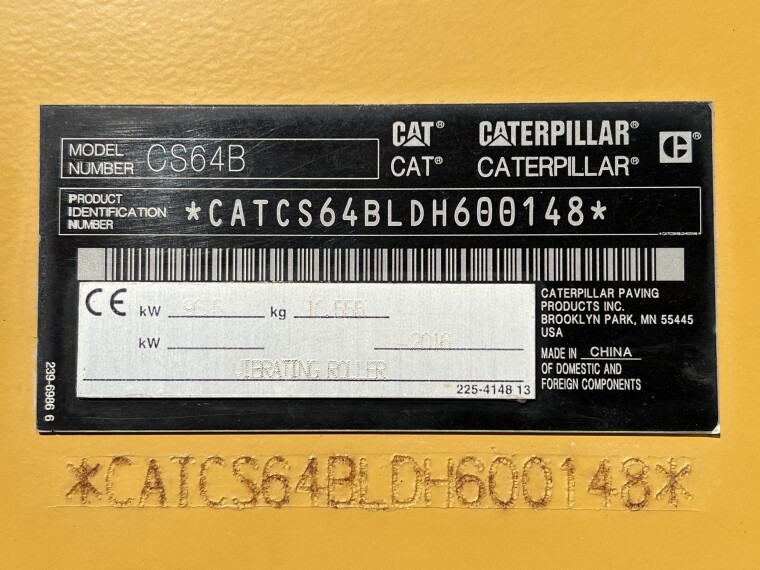 CAT® CATERPILLAR®
CAT® CATERPILLAR®
MODEL NUMBER CS64B
PRODUCT IDENTIFICATION NUMBER *CATCS64BLDH600148*
CE kW kg
kW 2016
VIBRATING ROLLER
225-4148 13
CATERPILLAR PAVING
PRODUCTS INC.
BROOKLYN PARK, MN 55445
USA
MADE IN CHINA
OF DOMESTIC AND
FOREIGN COMPONENTS
239-6986 6
*CATCS64BLDH600148*